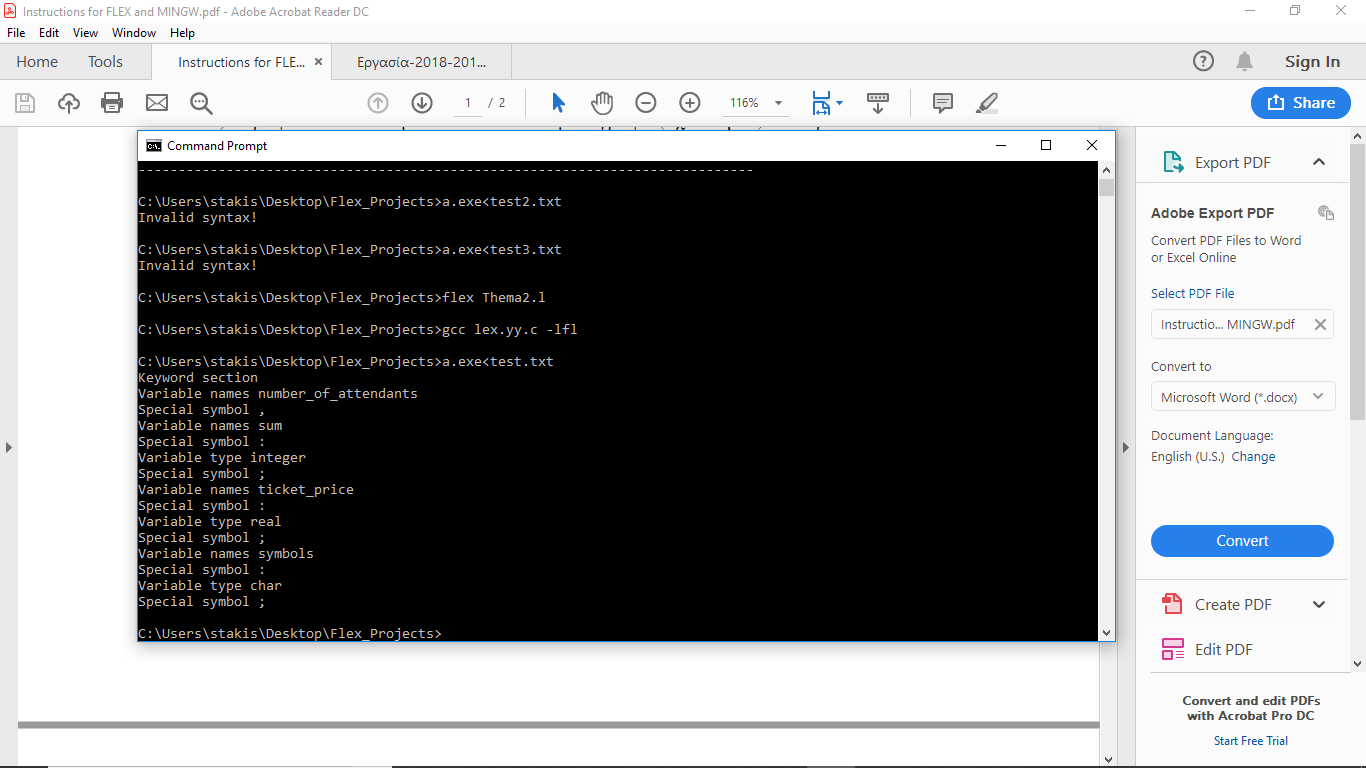 Instructions for FLEX and MINGW.pdf - Adobe Acrobat Reader DC
File Edit View Window Help
Home Tools Instructions for FLE... × Εργασία-2018-201... Sign In
1 / 2 116% Share
Command Prompt
-----------------------------------------------------------------------------
C:\Users\stakis\Desktop\Flex_Projects>a.exe<test2.txt
Invalid syntax!
C:\Users\stakis\Desktop\Flex_Projects>a.exe<test3.txt
Invalid syntax!
C:\Users\stakis\Desktop\Flex_Projects>flex Thema2.l
C:\Users\stakis\Desktop\Flex_Projects>gcc lex.yy.c -lfl
C:\Users\stakis\Desktop\Flex_Projects>a.exe<test.txt
Keyword section
Variable names number_of_attendants
Special symbol ,
Variable names sum
Special symbol :
Variable type integer
Special symbol ;
Variable names ticket_price
Special symbol :
Variable type real
Special symbol ;
Variable names symbols
Special symbol :
Variable type char
Special symbol ;
C:\Users\stakis\Desktop\Flex_Projects>
Export PDF
Adobe Export PDF
Convert PDF Files to Word
or Excel Online
Select PDF File
Instructio... MINGW.pdf
Convert to
Microsoft Word (*.docx)
Document Language:
English (U.S.) Change
Convert
Create PDF
Edit PDF
Convert and edit PDFs
with Acrobat Pro DC
Start Free Trial